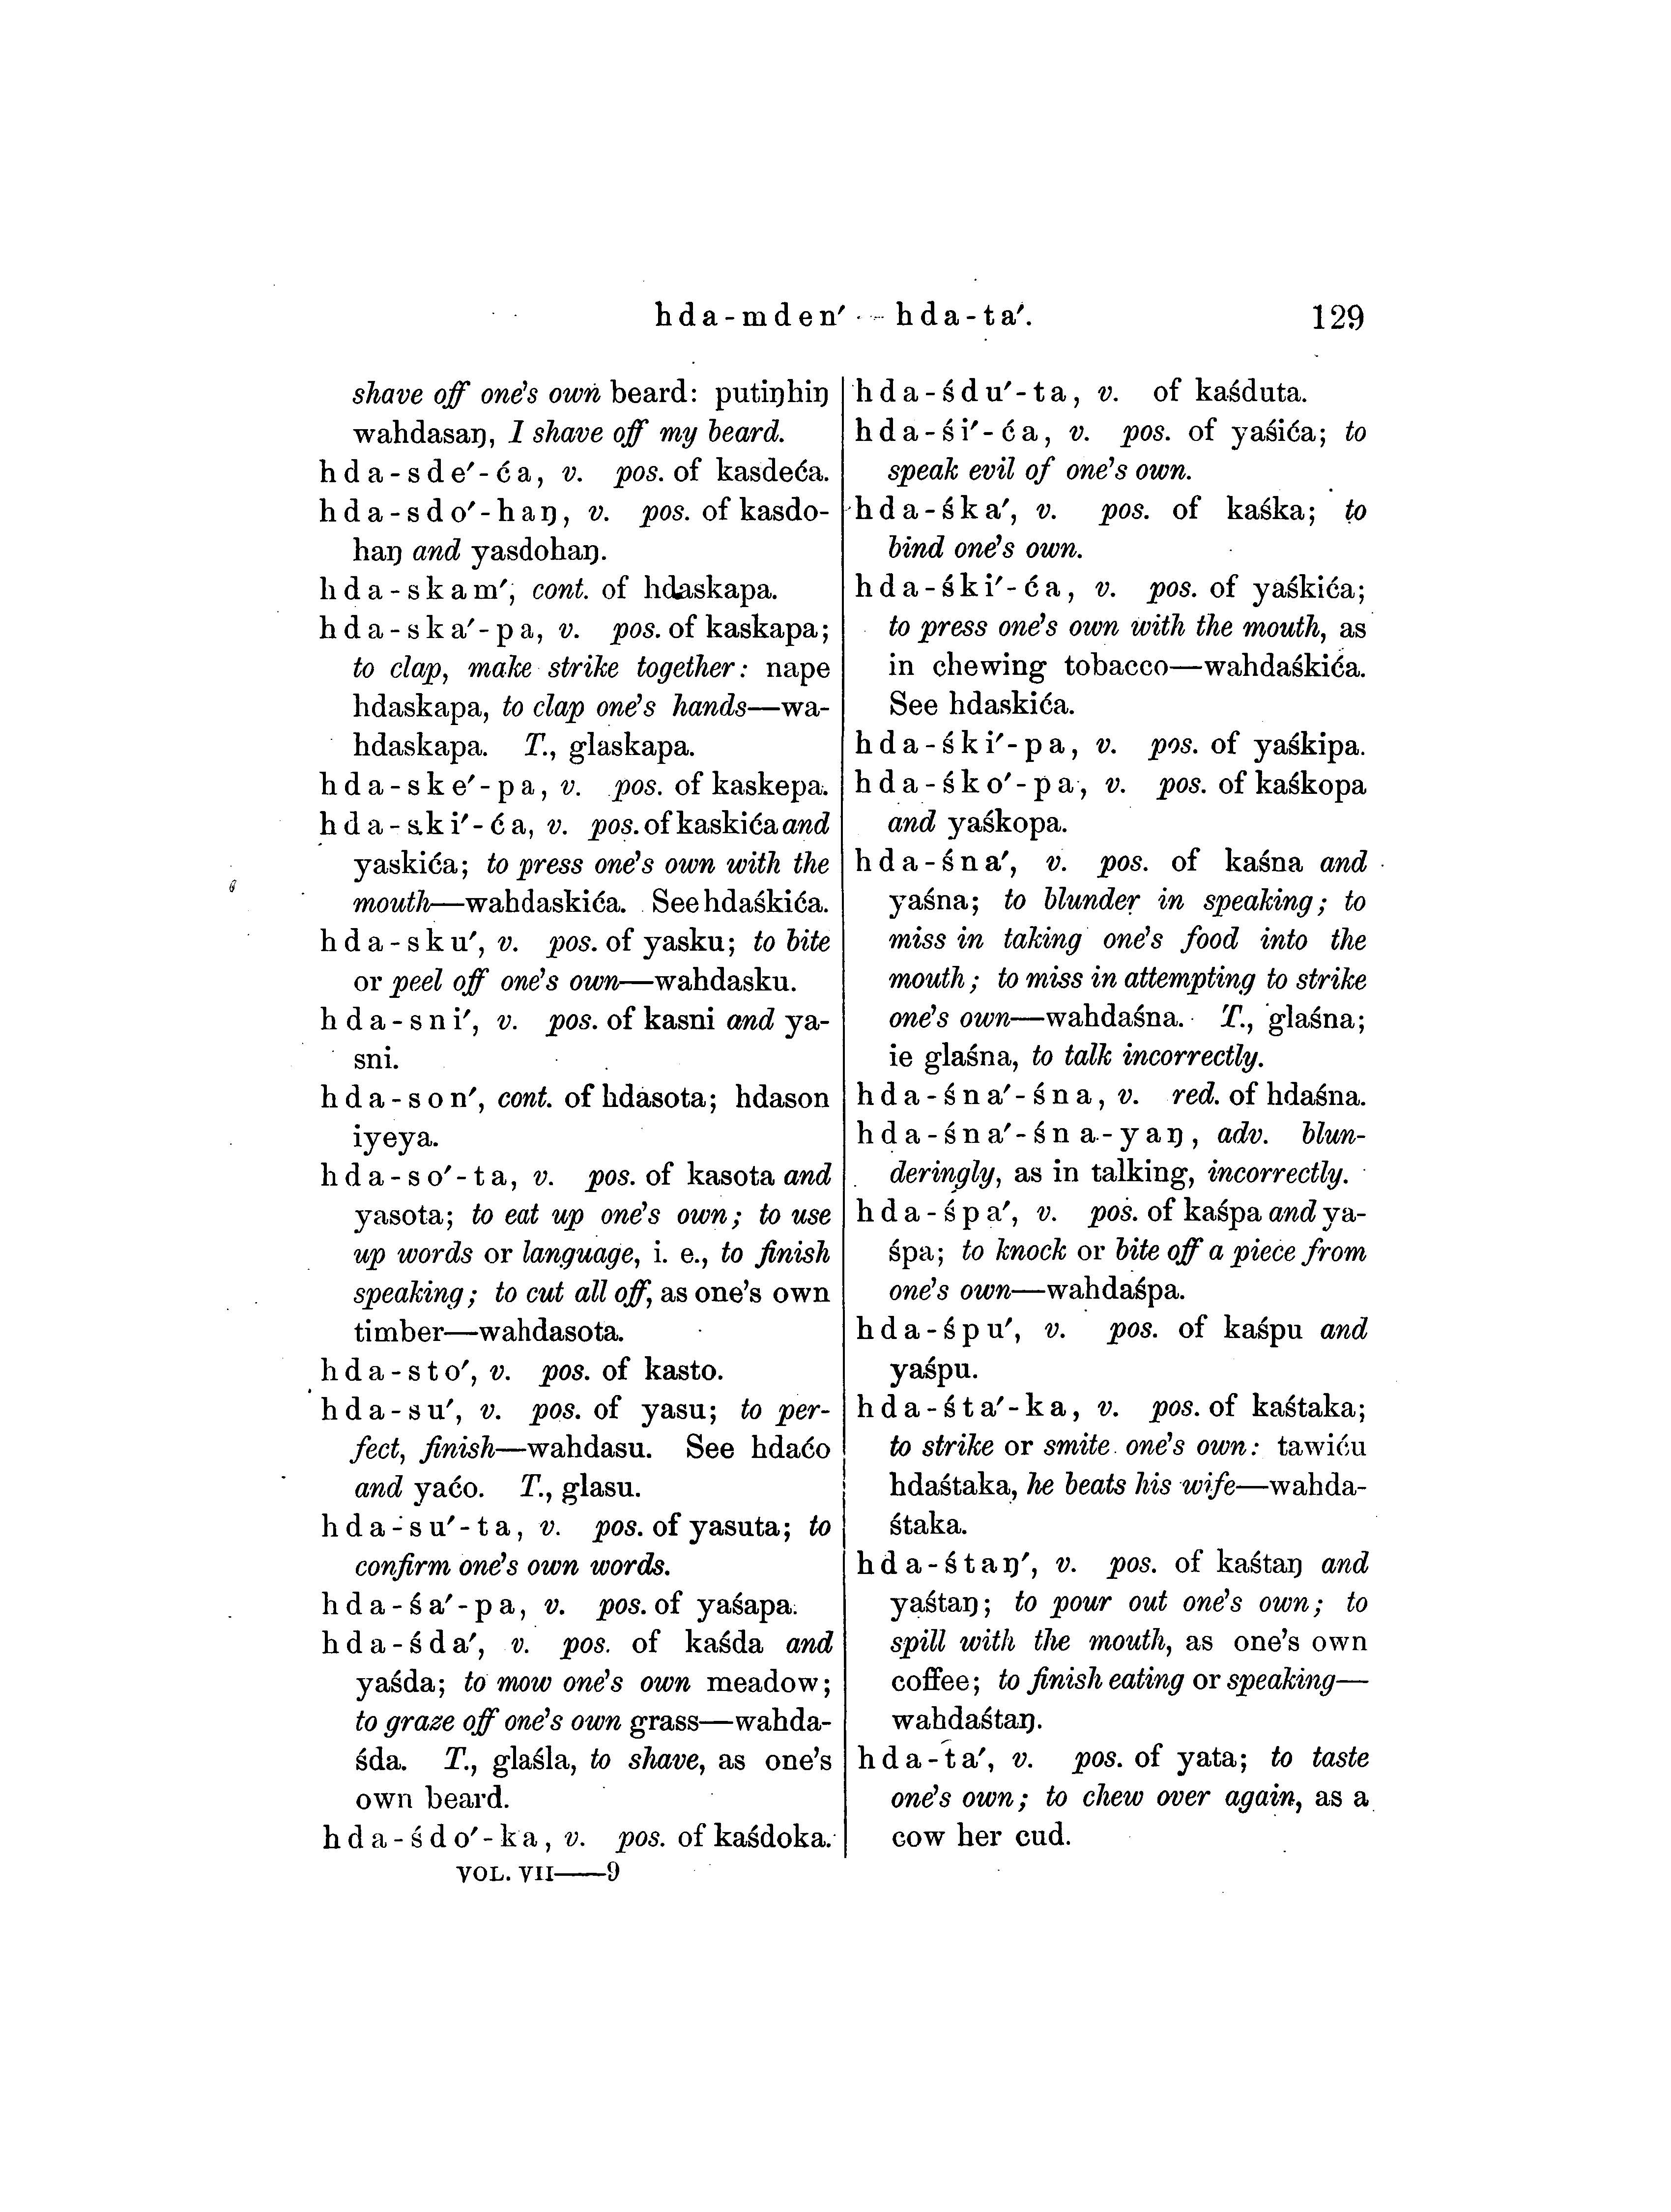 hda-mden′ -- hda-ta′. 129
shave off one's own beard: putiŋhiŋ
wahdasaŋ, I shave off my beard.
hda-sde′-ća, v. pos. of kasdeća.
hda-sdo′-haŋ, v. pos. of kasdo-
haŋ and yasdohaŋ.
hda-skam′, cont. of hdaskapa.
hda-ska′-pa, v. pos. of kaskapa;
to clap, make strike together: nape
hdaskapa, to clap one's hands—wa-
hdaskapa. T., glaskapa.
hda-ske′-pa, v. pos. of kaskepa.
hda-ski′-ća, v. pos. of kaskića and
yaskića; to press one's own with the
mouth—wahdaskića. See hdaśkića.
hda-sku′, v. pos. of yasku; to bite
or peel off one's own—wahdasku.
hda-sni′, v. pos. of kasni and ya-
sni.
hda-son′, cont. of hdasota; hdason
iyeya.
hda-so′-ta, v. pos. of kasota and
yasota; to eat up one's own; to use
up words or language, i. e., to finish
speaking; to cut all off, as one's own
timber—wahdasota.
hda-sto′, v. pos. of kasto.
hda-su′, v. pos. of yasu; to per-
fect, finish—wahdasu. See hdaćo
and yaćo. T., glasu.
hda-su′-ta, v. pos. of yasuta; to
confirm one's own words.
hda-śa′-pa, v. pos. of yaśapa.
hda-śda′, v. pos. of kaśda and
yaśda; to mow one's own meadow;
to graze off one's own grass—wahda-
śda. T., glaśla, to shave, as one's
own beard.
hda-śdo′-ka, v. pos. of kaśdoka.
VOL. VII——9
hda-śdu′-ta, v. of kaśduta.
hda-śi′-ća, v. pos. of yaśića; to
speak evil of one's own.
hda-śka′, v. pos. of kaśka; to
bind one's own.
hda-śki′-ća, v. pos. of yaśkića;
to press one's own with the mouth, as
in chewing tobacco—wahdaśkića.
See hdaskića.
hda-śki′-pa, v. pos. of yaśkipa.
hda-śko′-pa, v. pos. of kaśkopa
and yaśkopa.
hda-śna′, v. pos. of kaśna and
yaśna; to blunder in speaking; to
miss in taking one's food into the
mouth; to miss in attempting to strike
one's own—wahdaśna. T., glaśna;
ie glaśna, to talk incorrectly.
hda-śna′-śna, v. red. of hdaśna.
hda-śna′-śna-yaŋ, adv. blun-
deringly, as in talking, incorrectly.
hda-śpa′, v. pos. of kaśpa and ya-
śpa; to knock or bite off a piece from
one's own—wahdaśpa.
hda-śpu′, v. pos. of kaśpu and
yaśpu.
hda-śta′-ka, v. pos. of kaśtaka;
to strike or smite one's own: tawiću
hdaśtaka, he beats his wife—wahda-
śtaka.
hda-śtaŋ′, v. pos. of kaśtaŋ and
yaśtaŋ; to pour out one's own; to
spill with the mouth, as one's own
coffee; to finish eating or speaking—
wahdaśtaŋ.
hda-ta′, v. pos. of yata; to taste
one's own; to chew over again, as a
cow her cud.